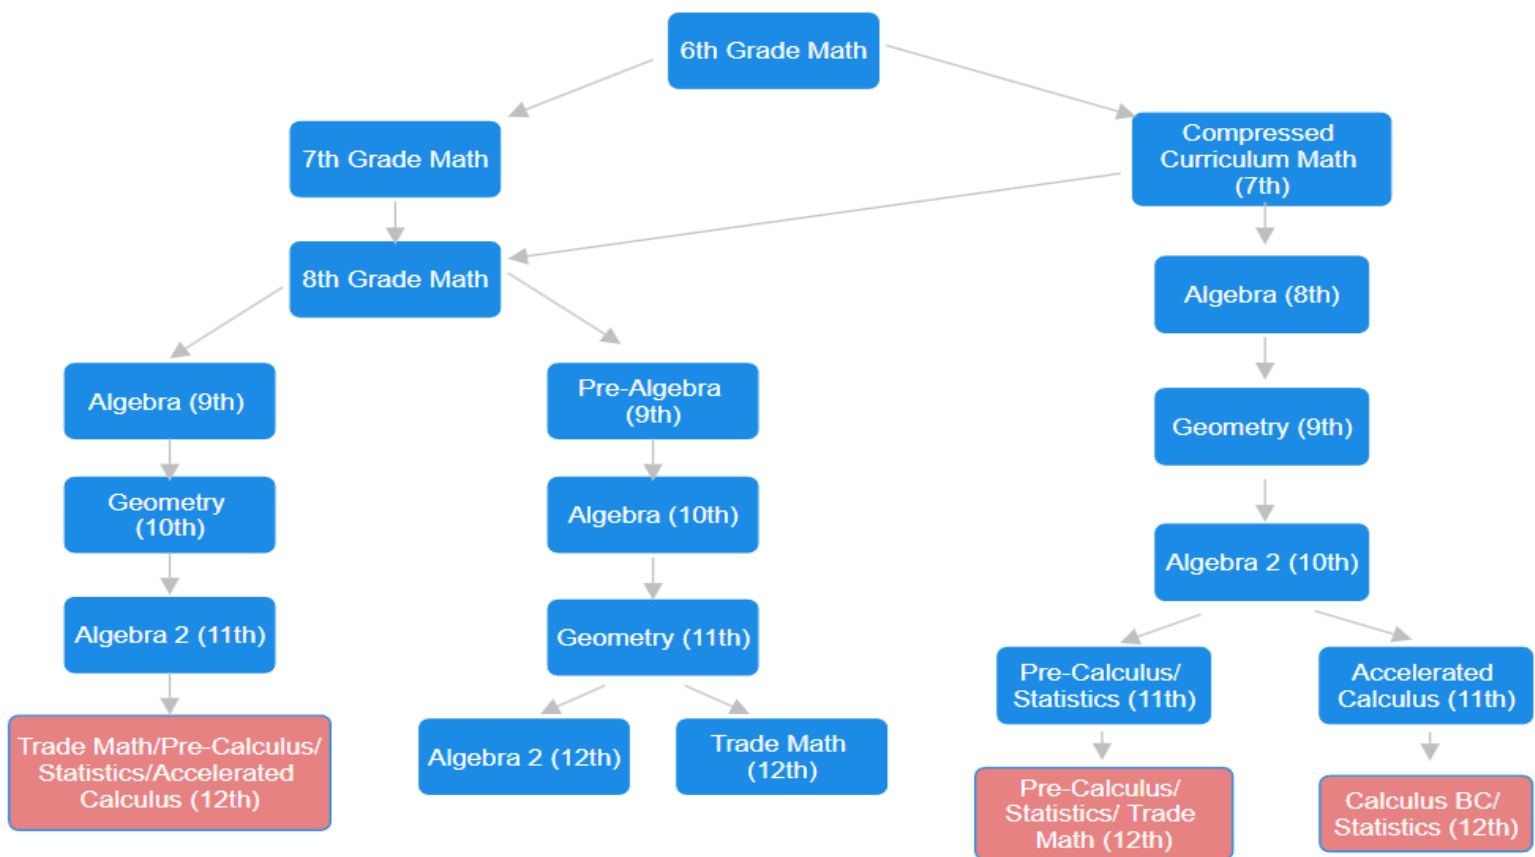 6th Grade Math
7th Grade Math
Compressed
Curriculum Math
(7th)
8th Grade Math
Algebra (8th)
Algebra (9th)
Pre-Algebra
(9th)
Geometry (9th)
Geometry
(10th)
Algebra (10th)
Algebra 2 (10th)
Algebra 2 (11th)
Geometry (11th)
Pre-Calculus/
Statistics (11th)
Accelerated
Calculus (11th)
Trade Math/Pre-Calculus/
Statistics/Accelerated
Calculus (12th)
Algebra 2 (12th)
Trade Math
(12th)
Pre-Calculus/
Statistics/ Trade
Math (12th)
Calculus BC/
Statistics (12th)